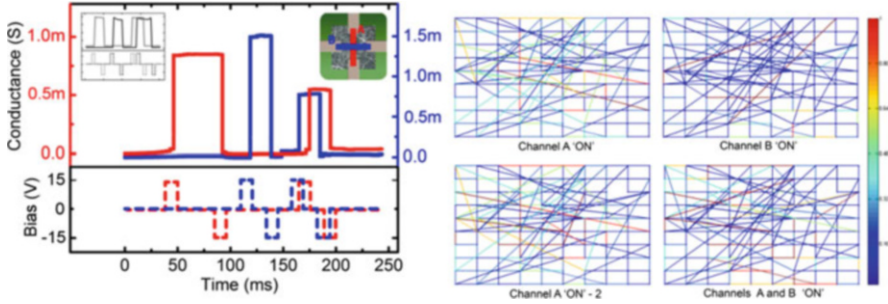 Conductance (S)
1.0m
0.5m
0.0
1.5m
1.0m
0.5m
0.0
B
Bias (V)
15
0
-15
0
50
100
150
200
250
Time (ms)
Channel A 'ON'
Channel B 'ON'
Channel A 'ON' - 2
Channels A and B 'ON'